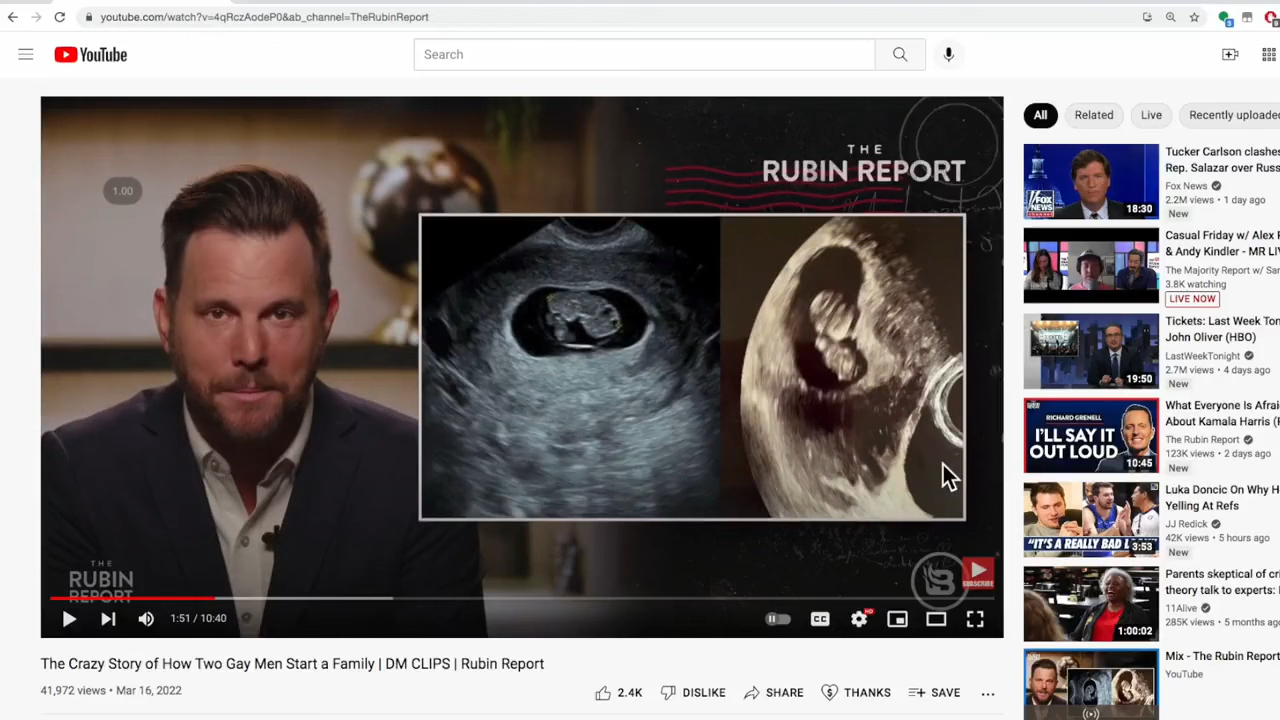 youtube.com/watch?v=4qRczAodeP0&ab_channel=TheRubinReport
YouTube
Search
1.00
THE
RUBIN REPORT
THE
RUBIN
REPORT
SUBSCRIBE
1:51 / 10:40
CC
HD
The Crazy Story of How Two Gay Men Start a Family | DM CLIPS | Rubin Report
41,972 views • Mar 16, 2022
2.4K
DISLIKE
SHARE
THANKS
SAVE
All
Related
Live
Recently uploaded
FOX
NEWS
18:30
Tucker Carlson clashes
Rep. Salazar over Russ
Fox News
2.2M views • 1 day ago
New
Casual Friday w/ Alex
& Andy Kindler - MR LI
The Majority Report w/ Sa
3.8K watching
LIVE NOW
19:50
Tickets: Last Week To
John Oliver (HBO)
LastWeekTonight
2.7M views • 4 days ago
New
RICHARD GRENELL
I'LL SAY IT
OUT LOUD
10:45
What Everyone Is Afrai
About Kamala Harris (
The Rubin Report
123K views • 2 days ago
New
"IT'S A REALLY BAD
3:53
Luka Doncic On Why H
Yelling At Refs
JJ Redick
42K views • 5 hours ago
New
1:00:02
Parents skeptical of cri
theory talk to experts:
11Alive
285K views • 5 months ago
Mix - The Rubin Report
YouTube